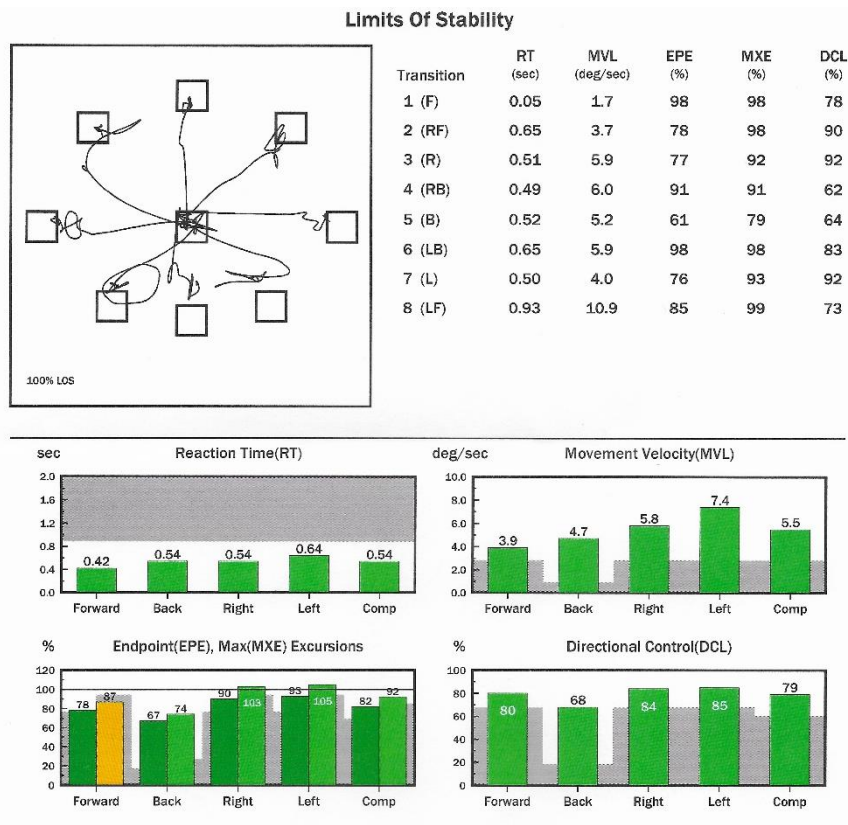 Limits Of Stability
RT MVL EPE MXE DCL
Transition (sec) (deg/sec) (%) (%) (%)
1 (F) 0.05 1.7 98 98 78
2 (RF) 0.65 3.7 78 98 90
3 (R) 0.51 5.9 77 92 92
4 (RB) 0.49 6.0 91 91 62
5 (B) 0.52 5.2 61 79 64
6 (LB) 0.65 5.9 98 98 83
7 (L) 0.50 4.0 76 93 92
8 (LF) 0.93 10.9 85 99 73
100% LOS
sec Reaction Time(RT)
2.0
1.6
1.2
0.8
0.4
0.0
0.42 0.54 0.54 0.64 0.54
Forward Back Right Left Comp
deg/sec Movement Velocity(MVL)
10.0
8.0
6.0
4.0
2.0
0.0
3.9 4.7 5.8 7.4 5.5
Forward Back Right Left Comp
% Endpoint(EPE), Max(MXE) Excursions
120
100
80
60
40
20
0
78 87 67 74 90 103 93 105 82 92
Forward Back Right Left Comp
% Directional Control(DCL)
100
80
60
40
20
0
80 68 84 85 79
Forward Back Right Left Comp